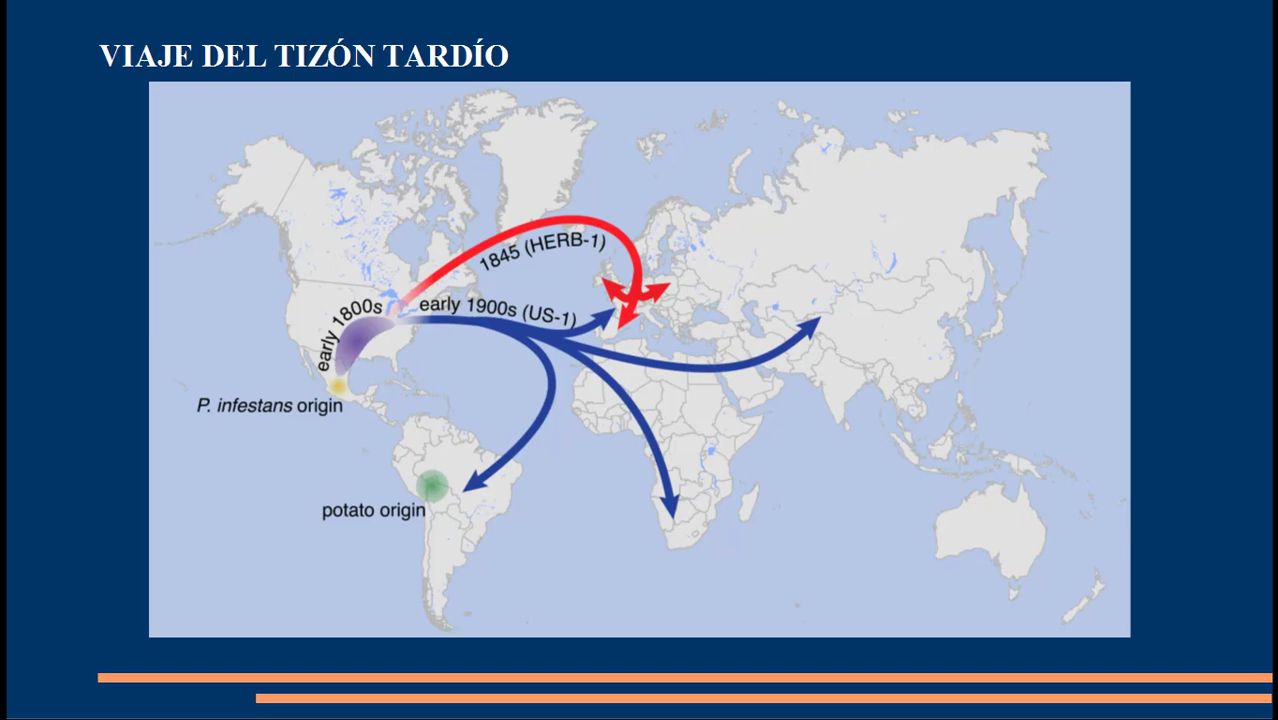 VIAJE DEL TIZÓN TARDÍO
1845 (HERB-1)
early 1800s
early 1900s (US-1)
P. infestans origin
potato origin